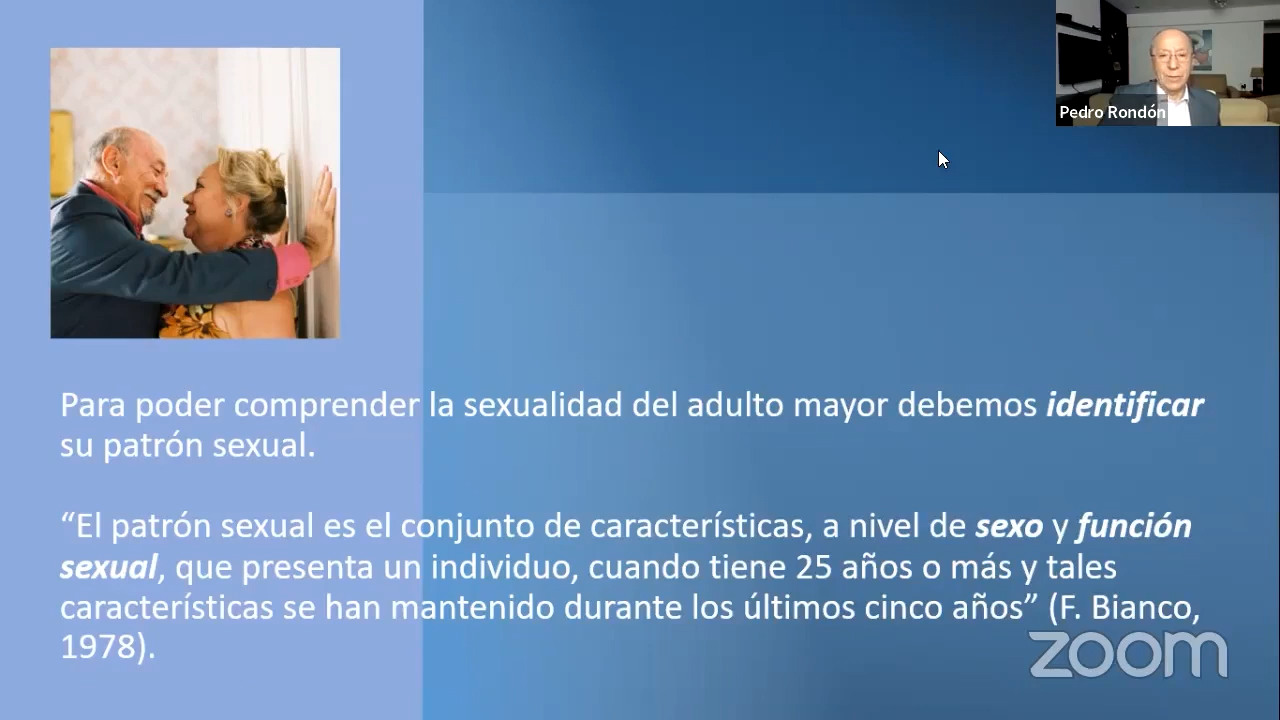 Pedro Rondón
Para poder comprender la sexualidad del adulto mayor debemos identificar
su patrón sexual.
“El patrón sexual es el conjunto de características, a nivel de sexo y función
sexual, que presenta un individuo, cuando tiene 25 años o más y tales
características se han mantenido durante los últimos cinco años” (F. Bianco,
1978).
zoom